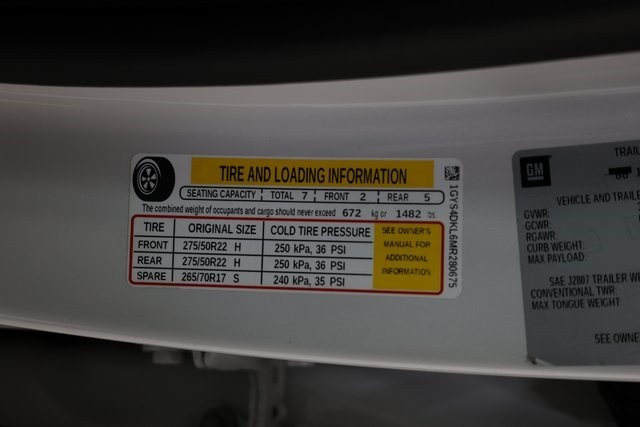 TIRE AND LOADING INFORMATION
SEATING CAPACITY TOTAL 7 FRONT 2 REAR 5
The combined weight of occupants and cargo should never exceed 672 kg or 1482 lbs
TIRE ORIGINAL SIZE COLD TIRE PRESSURE
FRONT 275/50R22 H 250 kPa, 36 PSI
REAR 275/50R22 H 250 kPa, 36 PSI
SPARE 265/70R17 S 240 kPa, 35 PSI
SEE OWNER'S
MANUAL FOR
ADDITIONAL
INFORMATION
1GYS4DKL6MR280675
GM
TRAIL
VEHICLE AND TRAILE
GVWR:
GCWR:
RGAWR:
CURB WEIGHT:
MAX PAYLOAD
SAE J2807 TRAILER WE
CONVENTIONAL TWR.
MAX TONGUE WEIGHT
SEE OWNE